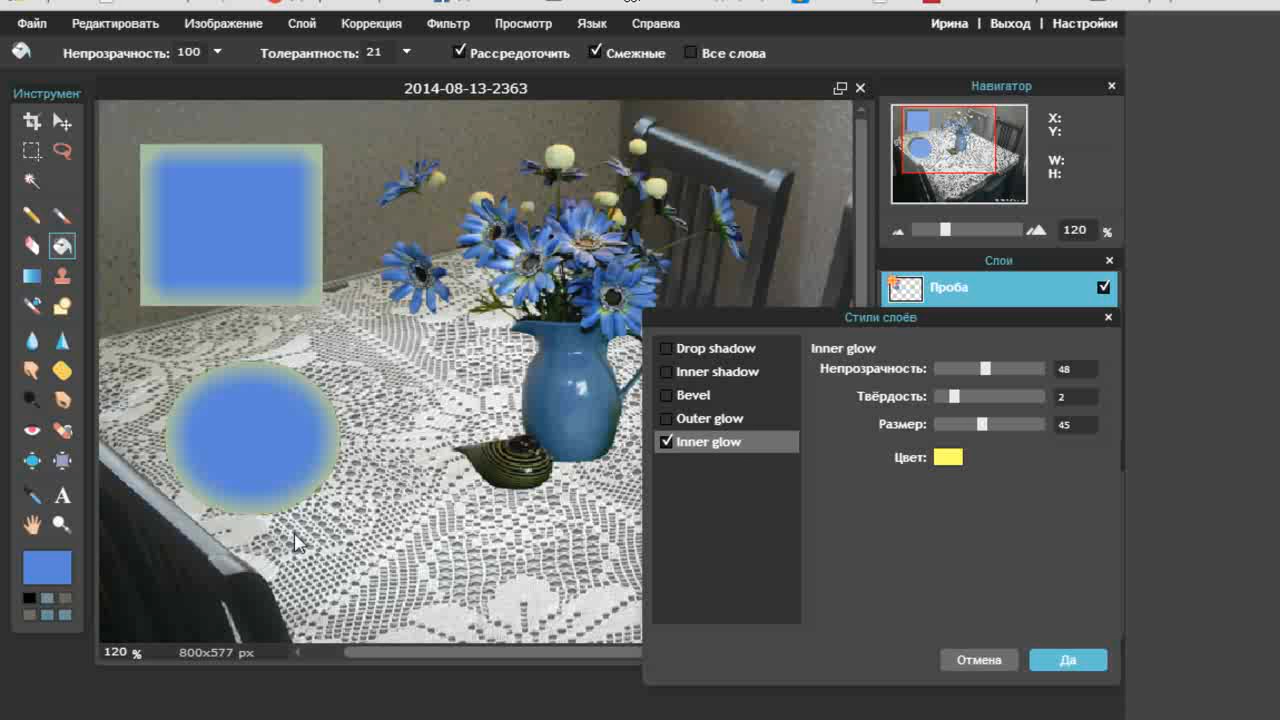 Файл Редактировать Изображение Слой Коррекция Фильтр Просмотр Язык Справка Ирина | Выход | Настройки
Непрозрачность: 100 Толерантность: 21 Рассредоточить Смежные Все слова
Инструмен
2014-08-13-2363
Навигатор
X:
Y:
W:
H:
120 %
Слои
Проба
Стили слоёв
Drop shadow
Inner shadow
Bevel
Outer glow
Inner glow
Inner glow
Непрозрачность: 48
Твёрдость: 2
Размер: 45
Цвет:
A
120 % 800x577 px
Отмена Да